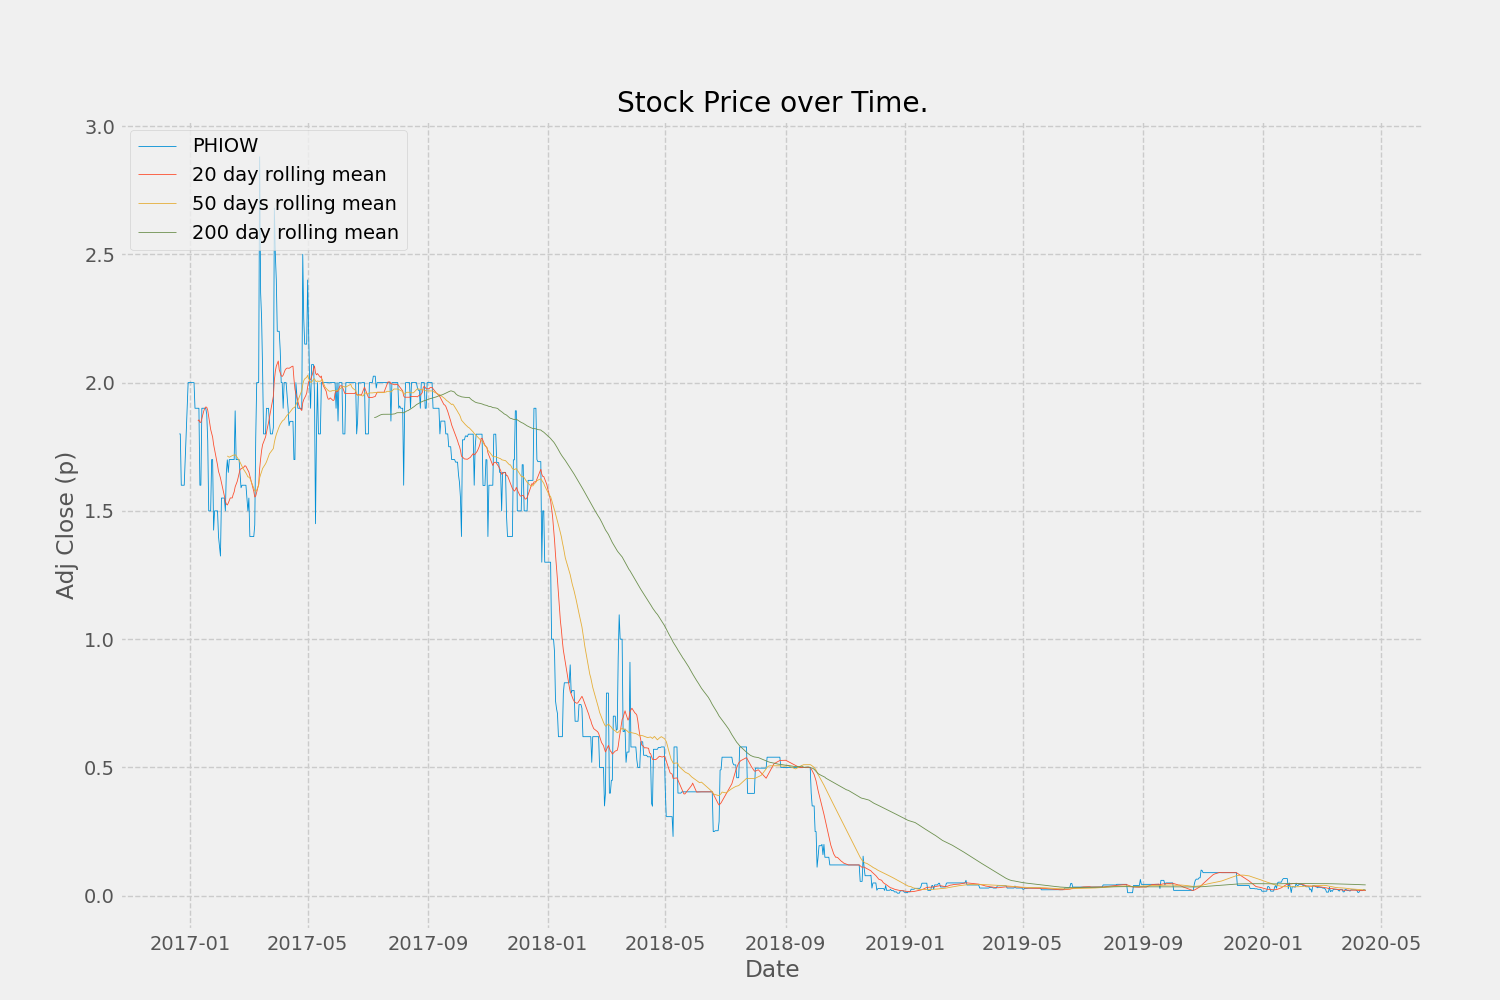 Stock Price over Time.
3.0
2.5
2.0
1.5
1.0
0.5
0.0
Adj Close (p)
PHIOW
20 day rolling mean
50 days rolling mean
200 day rolling mean
2017-01 2017-05 2017-09 2018-01 2018-05 2018-09 2019-01 2019-05 2019-09 2020-01 2020-05
Date